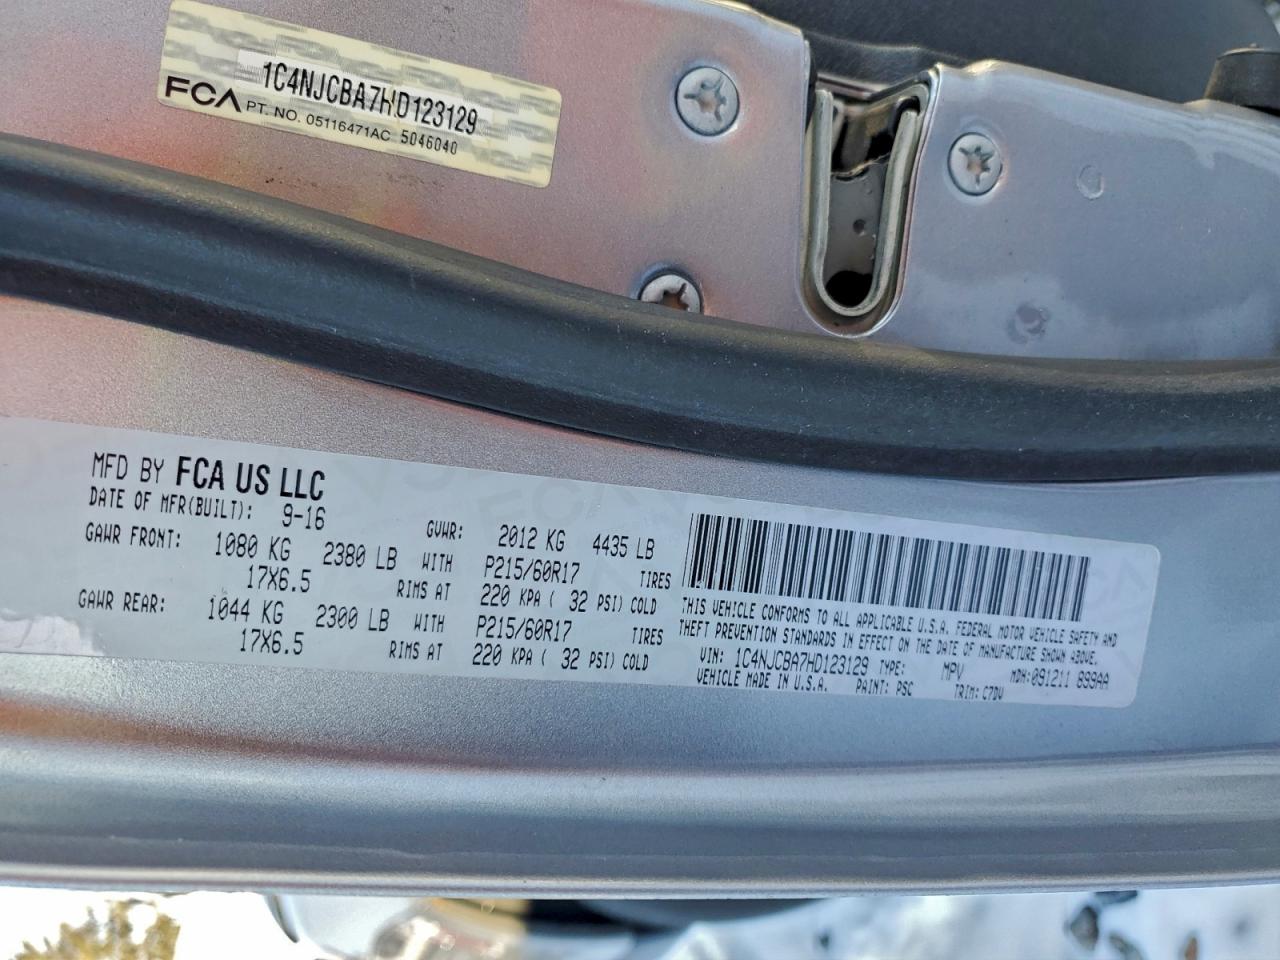 1C4NJCBA7HD123129
FCA PT. NO. 05116471AC 5046040
MFD BY FCA US LLC
DATE OF MFR(BUILT): 9-16 GVWR: 2012 KG 4435 LB
GAWR FRONT: 1080 KG 2380 LB WITH P215/60R17 TIRES
17X6.5 RIMS AT 220 KPA ( 32 PSI) COLD
GAWR REAR: 1044 KG 2300 LB WITH P215/60R17 TIRES
17X6.5 RIMS AT 220 KPA ( 32 PSI) COLD
THIS VEHICLE CONFORMS TO ALL APPLICABLE U.S.A. FEDERAL MOTOR VEHICLE SAFETY AND
THEFT PREVENTION STANDARDS IN EFFECT ON THE DATE OF MANUFACTURE SHOWN ABOVE.
VIN: 1C4NJCBA7HD123129 TYPE: MPV MDH:091211 899AA
VEHICLE MADE IN U.S.A. PAINT: PSC TRIM: C7DV